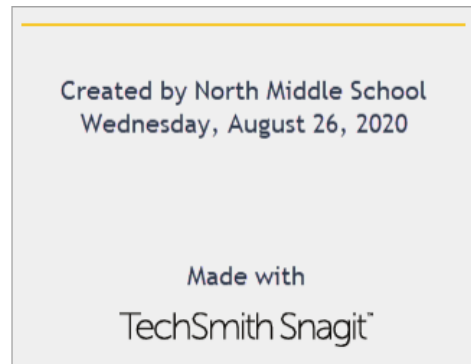 Created by North Middle School
Wednesday, August 26, 2020
Made with
TechSmith Snagit™